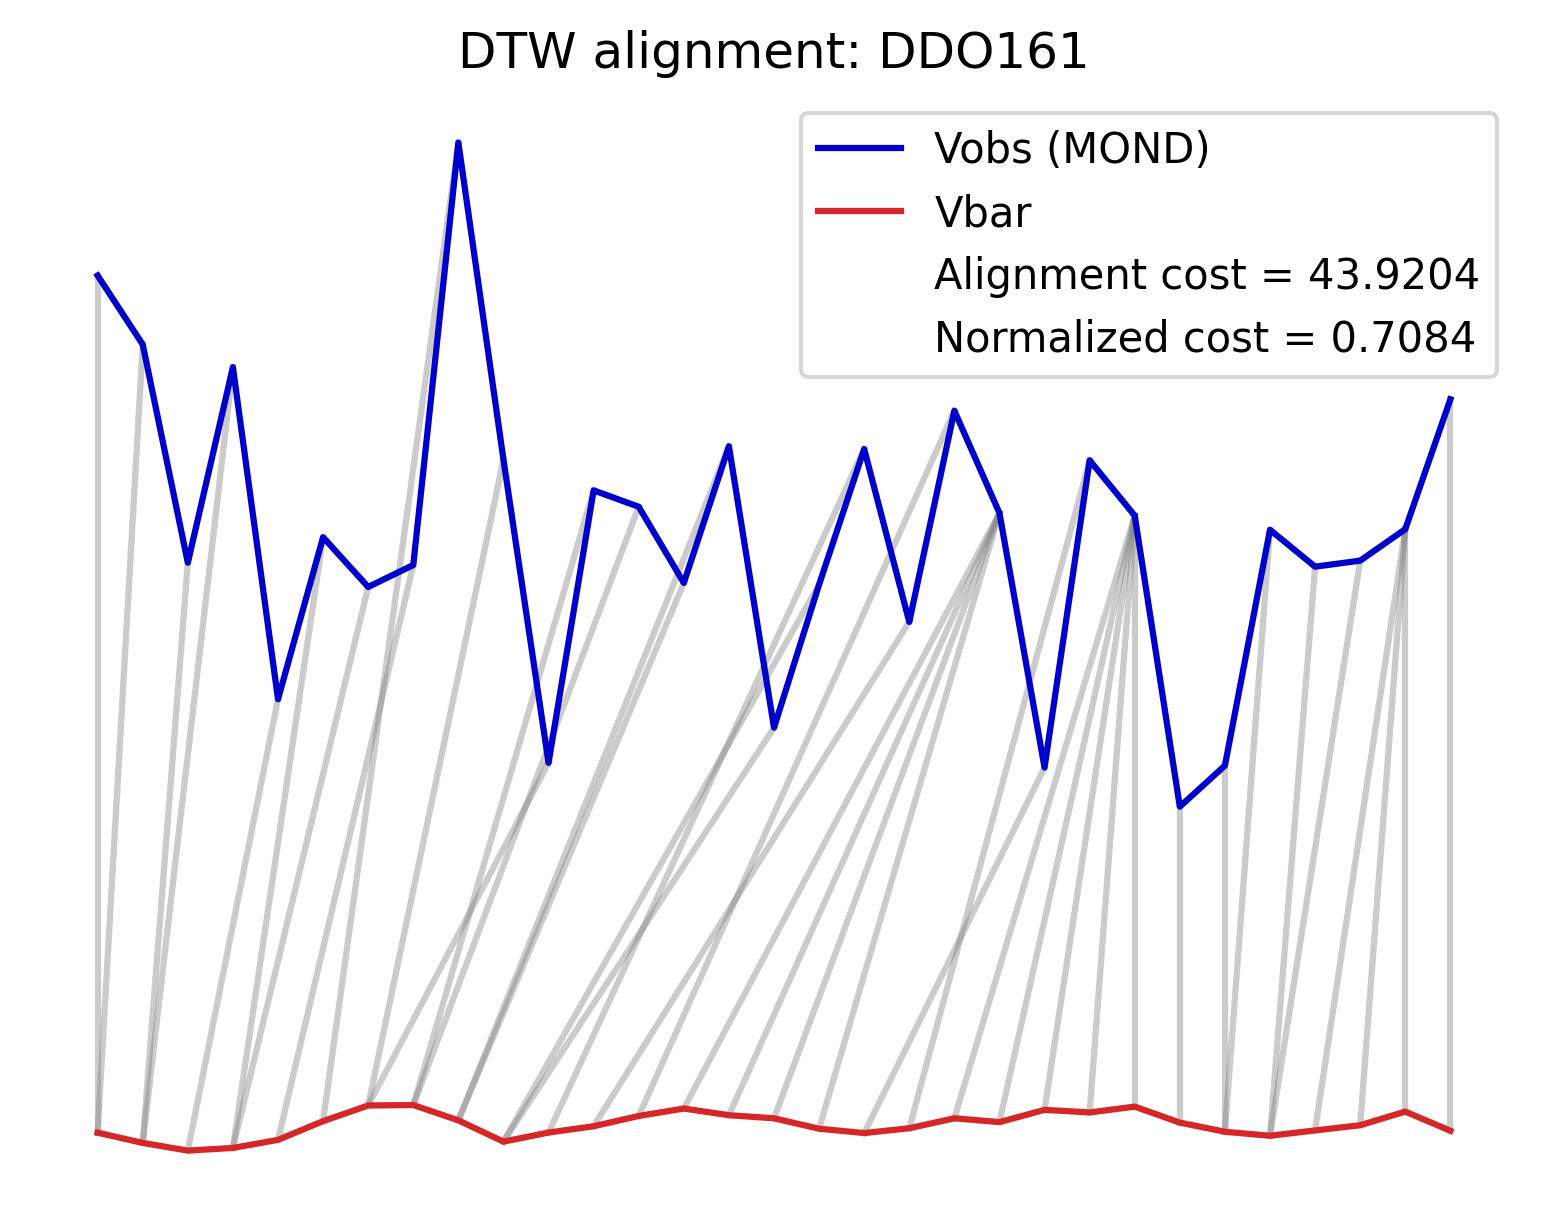 DTW alignment: DDO161
Vobs (MOND)
Vbar
Alignment cost = 43.9204
Normalized cost = 0.7084